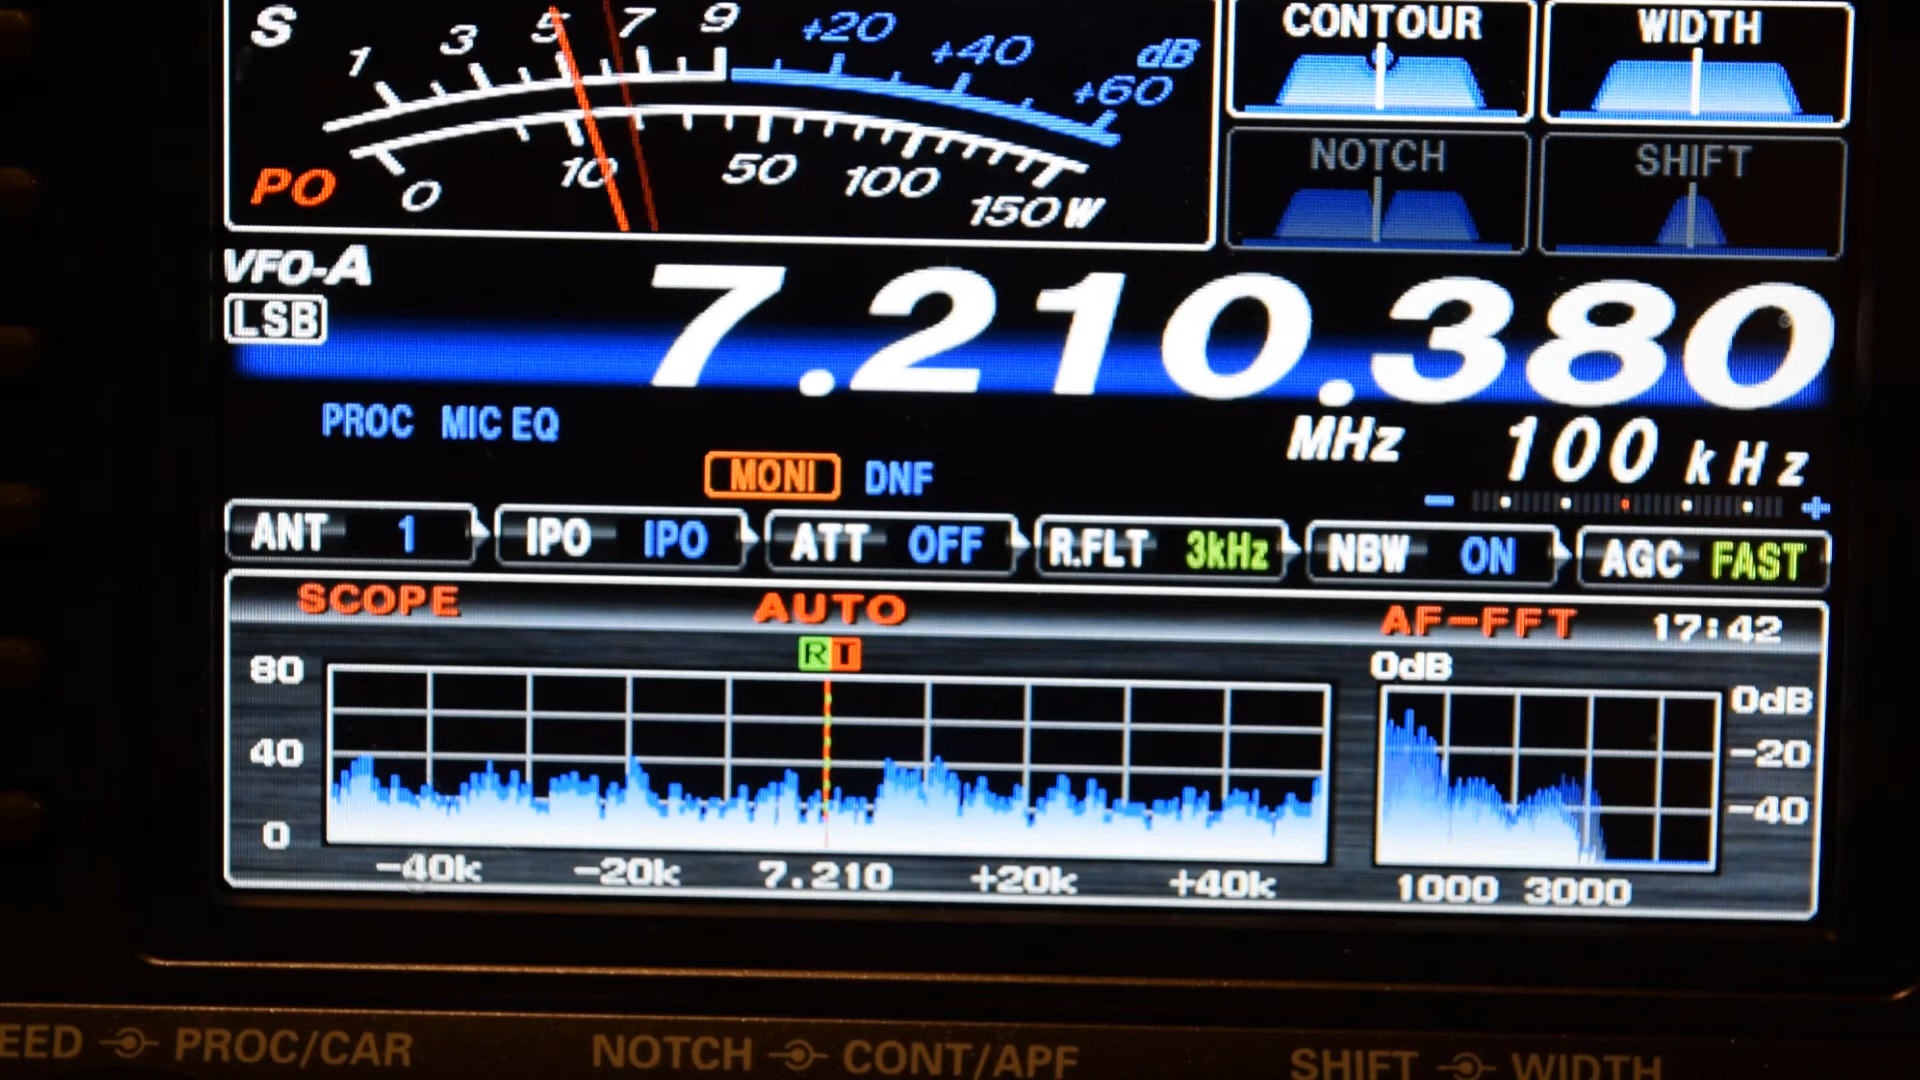 S 1 3 5 7 9 +20 +40 dB +60
PO 0 10 50 100 150 W
CONTOUR WIDTH
NOTCH SHIFT
VFO-A
LSB 7.210.380
PROC MIC EQ MHz 100 kHz
MONI DNF
- +
ANT 1 IPO IPO ATT OFF R.FLT 3kHz NBW ON AGC FAST
SCOPE AUTO AF-FFT 17:42
R T
80 0dB 0dB
40 -20
0 -40
-40k -20k 7.210 +20k +40k 1000 3000
EED PROC/CAR NOTCH CONT/APF SHIFT WIDTH